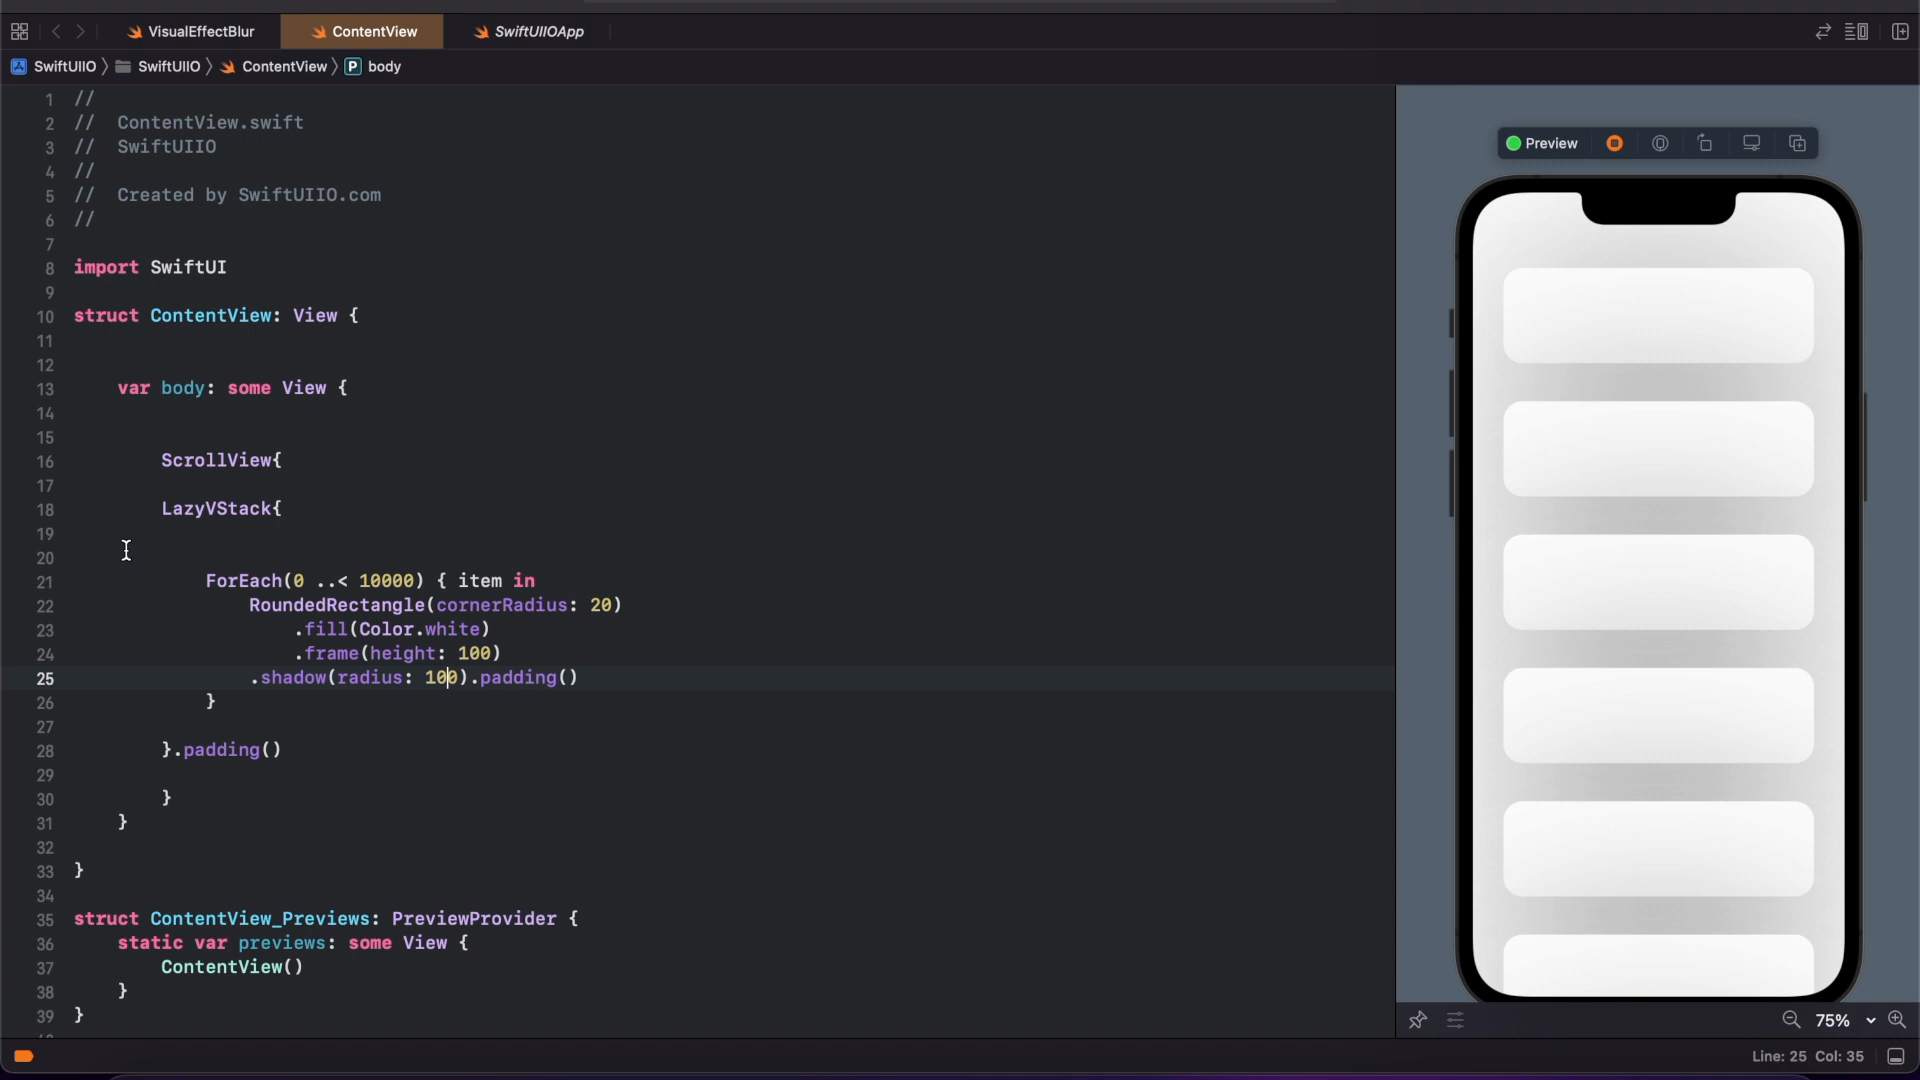 VisualEffectBlur ContentView SwiftUIIOApp
SwiftUIIO SwiftUIIO ContentView P body
1 //
2 //  ContentView.swift
3 //  SwiftUIIO
4 //
5 //  Created by SwiftUIIO.com
6 //
7
8 import SwiftUI
9
10 struct ContentView: View {
11
12
13     var body: some View {
14
15
16         ScrollView{
17
18         LazyVStack{
19
20
21             ForEach(0 ..< 10000) { item in
22                 RoundedRectangle(cornerRadius: 20)
23                     .fill(Color.white)
24                     .frame(height: 100)
25                 .shadow(radius: 100).padding()
26             }
27
28         }.padding()
29
30         }
31     }
32
33 }
34
35 struct ContentView_Previews: PreviewProvider {
36     static var previews: some View {
37         ContentView()
38     }
39 }
Preview
75%
Line: 25 Col: 35